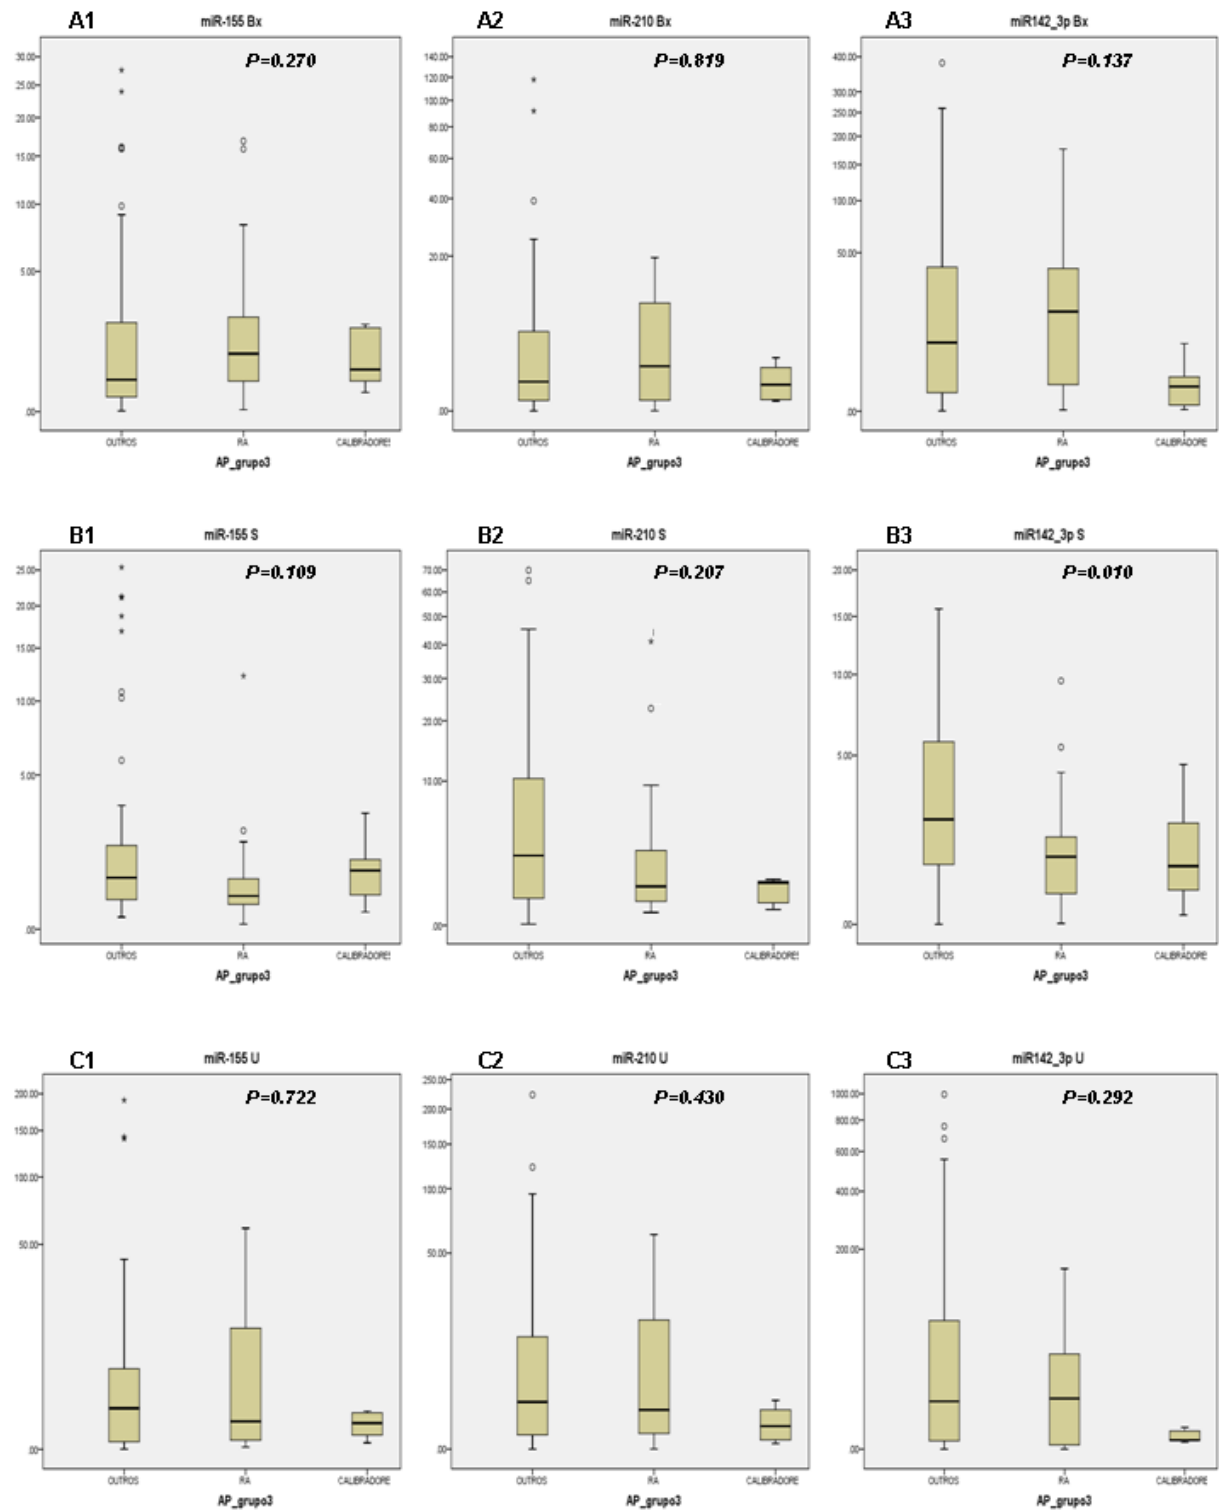 A1 miR-155 Bx
P=0.270
30.00
25.00
20.00
15.00
10.00
5.00
.00
OUTROS RA CALIBRADORES
AP_grupo3
A2 miR-210 Bx
P=0.819
140.00
120.00
100.00
80.00
60.00
40.00
20.00
.00
OUTROS RA CALIBRADORE
AP_grupo3
A3 miR142_3p Bx
P=0.137
400.00
300.00
250.00
200.00
150.00
100.00
50.00
.00
OUTROS RA CALIBRADORE
AP_grupo3
B1 miR-155 S
P=0.109
25.00
20.00
15.00
10.00
5.00
.00
OUTROS RA CALIBRADORE
AP_grupo3
B2 miR-210 S
P=0.207
70.00
60.00
50.00
40.00
30.00
20.00
10.00
.00
OUTROS RA CALIBRADORE
AP_grupo3
B3 miR142_3p S
P=0.010
20.00
15.00
10.00
5.00
.00
OUTROS RA CALIBRADORE
AP_grupo3
C1 miR-155 U
P=0.722
200.00
150.00
100.00
50.00
.00
OUTROS RA CALIBRADORE
AP_grupo3
C2 miR-210 U
P=0.430
250.00
200.00
150.00
100.00
50.00
.00
OUTROS RA CALIBRADORE
AP_grupo3
C3 miR142_3p U
P=0.292
1000.00
800.00
600.00
400.00
200.00
.00
OUTROS RA CALIBRADORE
AP_grupo3